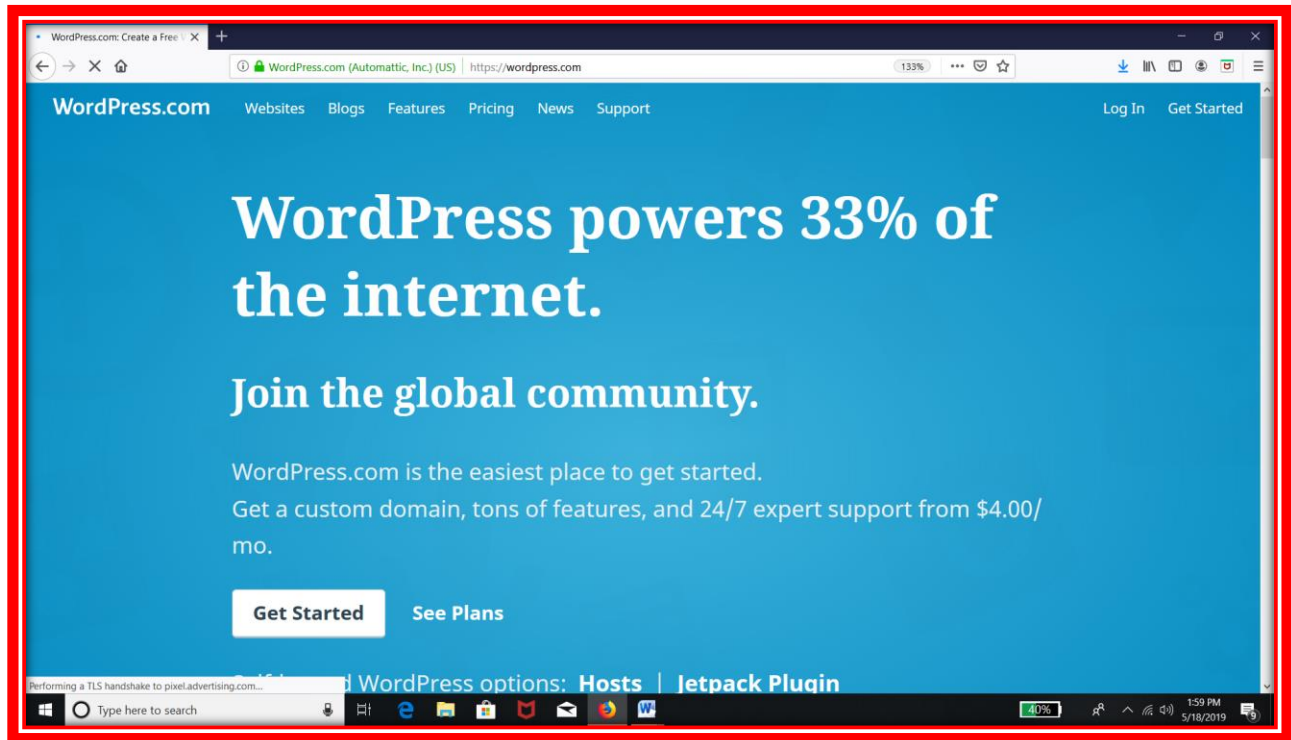 WordPress.com: Create a Free
WordPress.com (Automattic, Inc.) (US) https://wordpress.com 133%
WordPress.com Websites Blogs Features Pricing News Support Log In Get Started
WordPress powers 33% of
the internet.
Join the global community.
WordPress.com is the easiest place to get started.
Get a custom domain, tons of features, and 24/7 expert support from $4.00/
mo.
Get Started See Plans
WordPress options: Hosts | Jetpack Plugin
Performing a TLS handshake to pixel.advertising.com...
Type here to search 40% 1:59 PM
5/18/2019 9